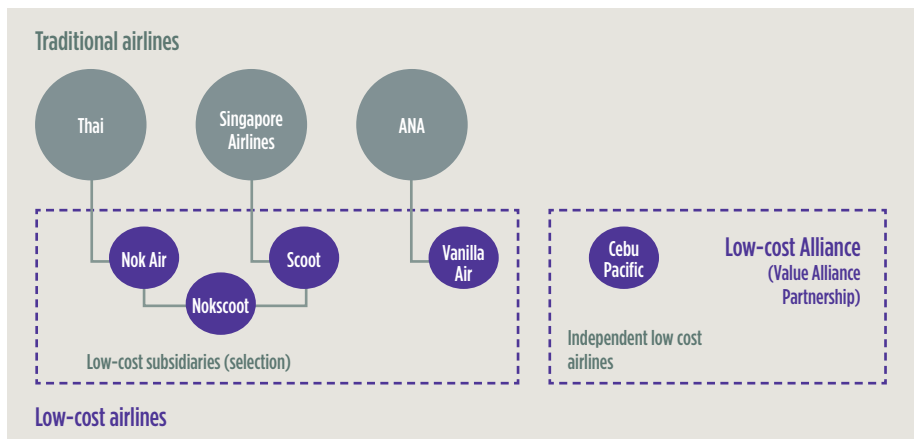 Traditional airlines
Thai
Singapore
Airlines
ANA
Nok Air
Scoot
Vanilla
Air
Nokscoot
Low-cost subsidiaries (selection)
Cebu
Pacific
Low-cost Alliance
(Value Alliance
Partnership)
Independent low cost
airlines
Low-cost airlines